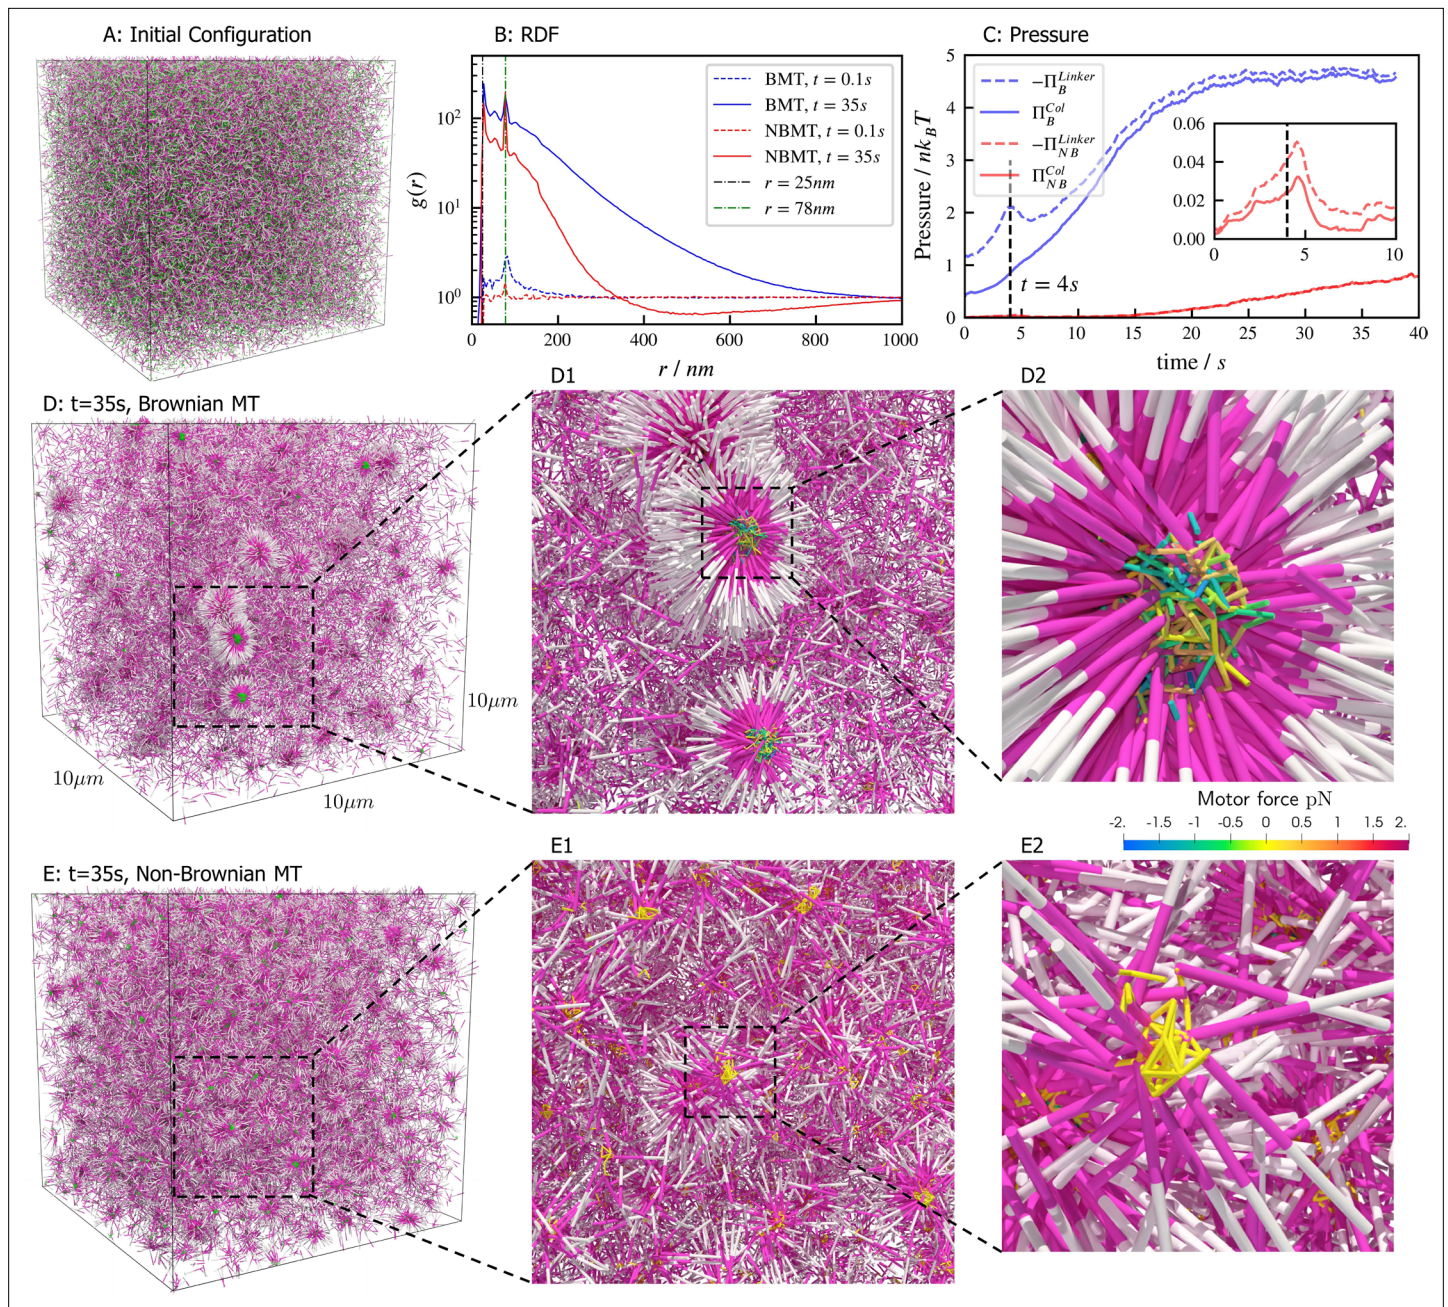 A: Initial Configuration
B: RDF
C: Pressure
g(r)
10²
10¹
10⁰
0 200 400 600 800 1000
r / nm
BMT, t = 0.1s
BMT, t = 35s
NBMT, t = 0.1s
NBMT, t = 35s
r = 25nm
r = 78nm
Pressure / nk_BT
5
4
3
2
1
0
0 5 10 15 20 25 30 35 40
time / s
−Π_B^Linker
Π_B^Col
−Π_NB^Linker
Π_NB^Col
t = 4s
0.06
0.04
0.02
0.00
0 5 10
D: t=35s, Brownian MT
D1
D2
10μm
10μm
10μm
Motor force pN
-2. -1.5 -1 -0.5 0 0.5 1 1.5 2.
E: t=35s, Non-Brownian MT
E1
E2